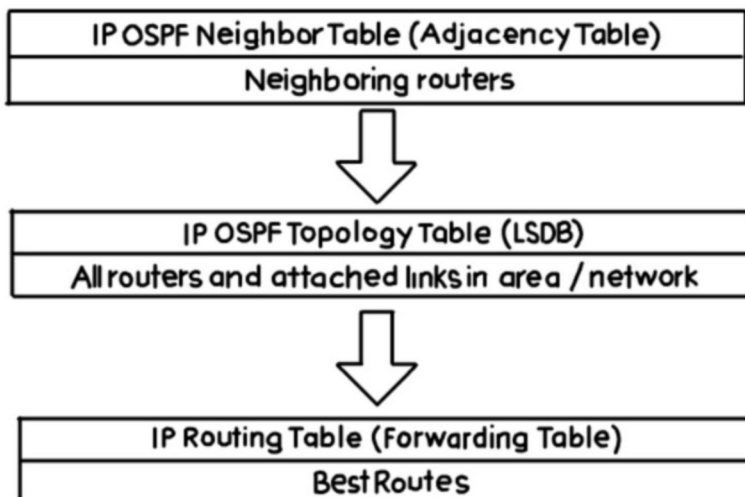 IP OSPF Neighbor Table (Adjacency Table)
Neighboring routers
IP OSPF Topology Table (LSDB)
All routers and attached links in area / network
IP Routing Table (Forwarding Table)
Best Routes